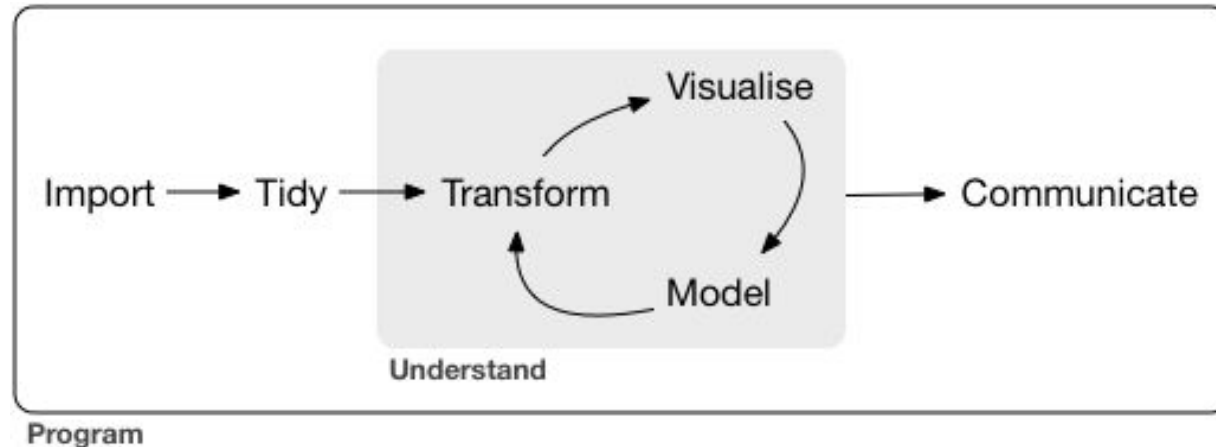 Visualise
Import Tidy Transform Communicate
Model
Understand
Program